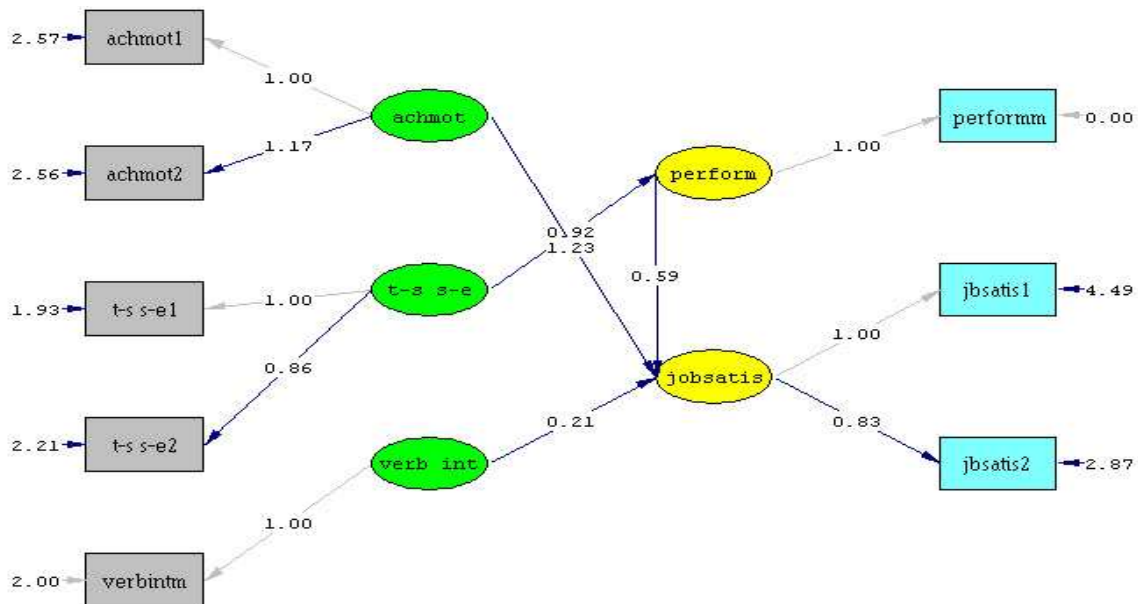 2.57
achmot1
1.00
achmot
1.17
2.56
achmot2
perform
1.00
performm
0.00
0.92
1.23
0.59
1.93
t-s s-e1
1.00
t-s s-e
0.86
jbsatis1
4.49
1.00
jobsatis
0.21
0.83
2.21
t-s s-e2
verb int
jbsatis2
2.87
1.00
2.00
verbintm